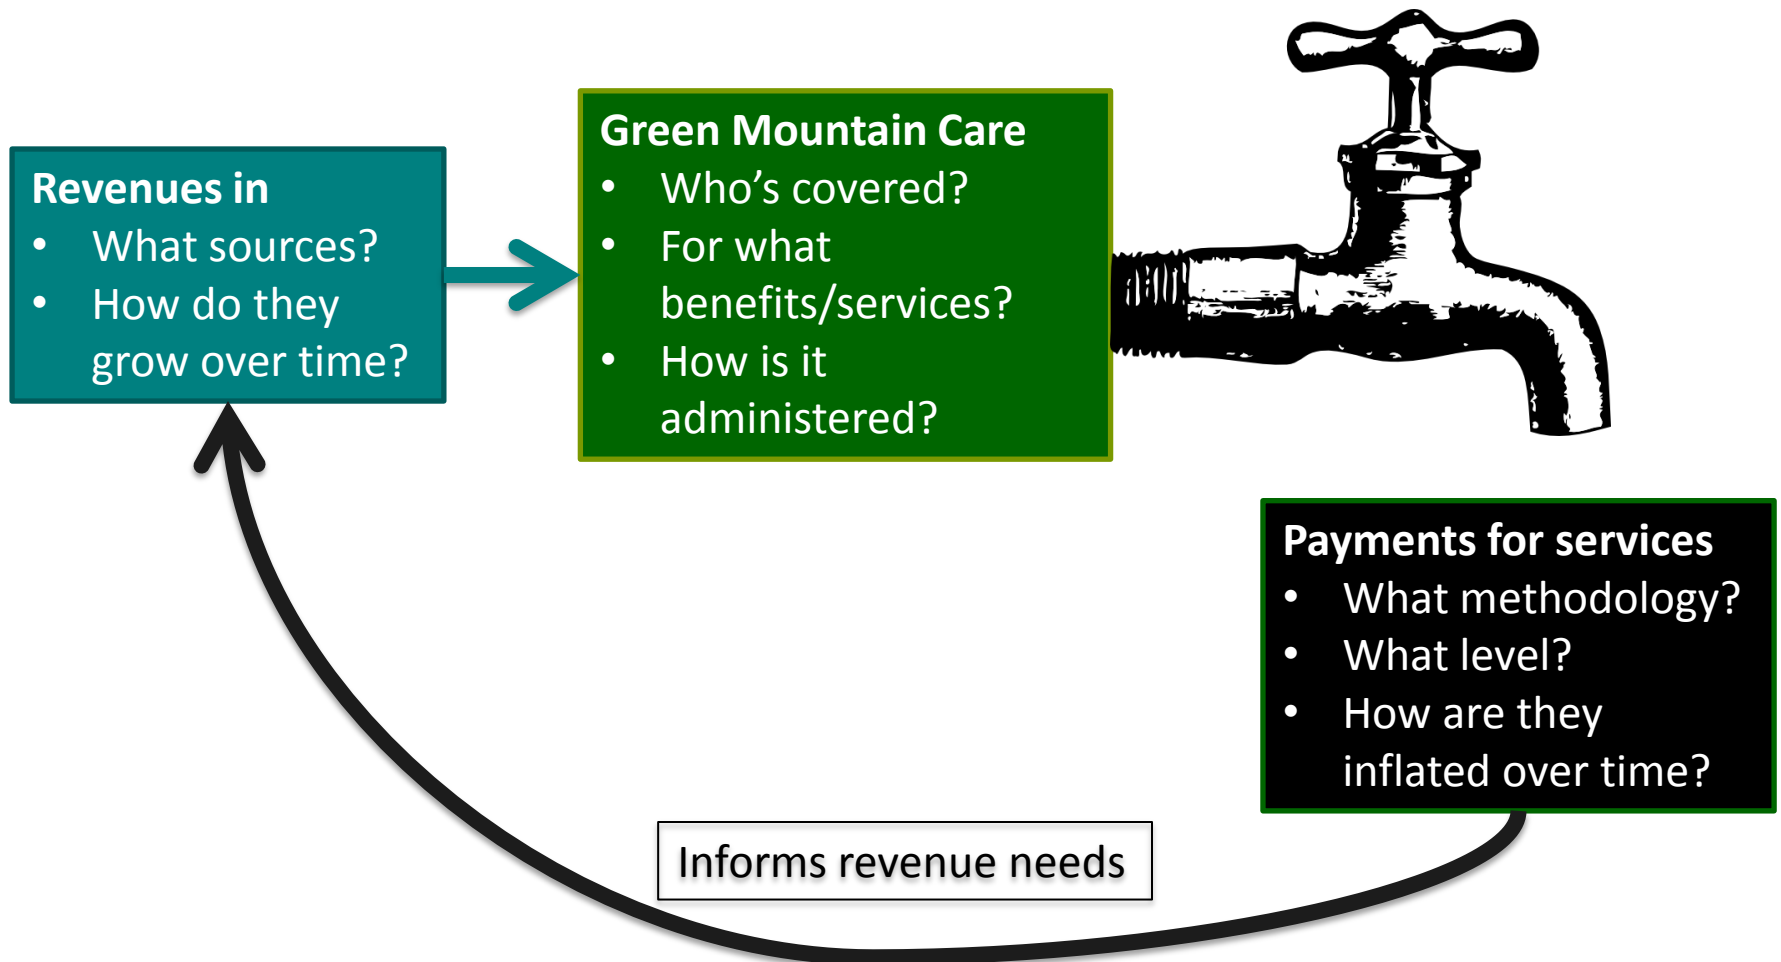 Revenues in
• What sources?
• How do they
grow over time?
Green Mountain Care
• Who’s covered?
• For what
benefits/services?
• How is it
administered?
Payments for services
• What methodology?
• What level?
• How are they
inflated over time?
Informs revenue needs